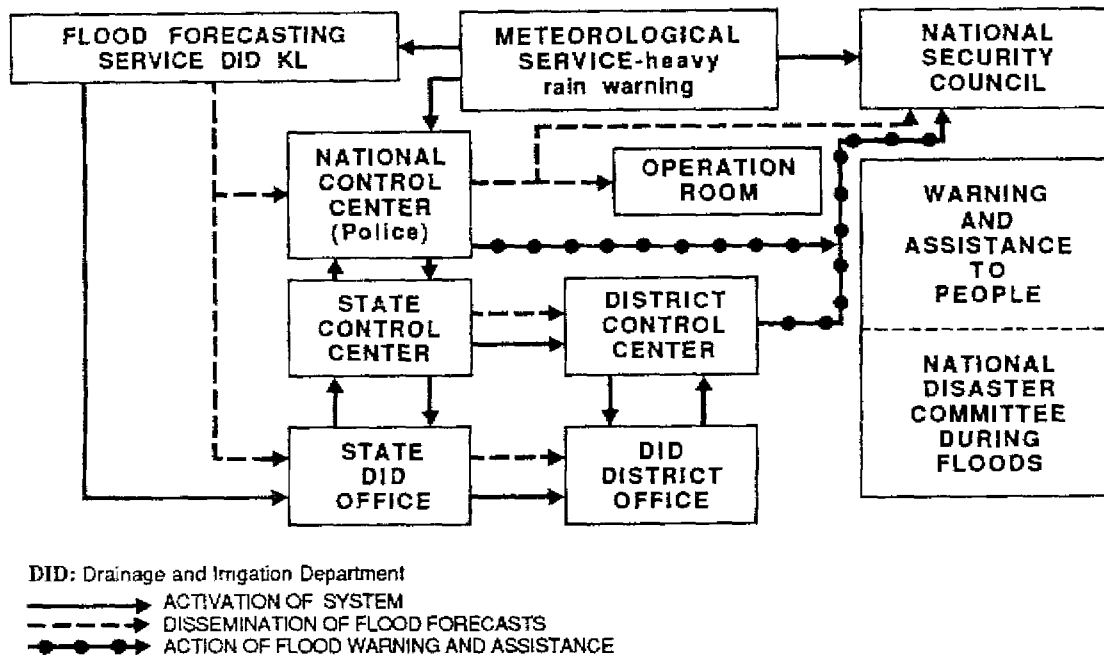 FLOOD FORECASTING
SERVICE DID KL
METEOROLOGICAL
SERVICE-heavy
rain warning
NATIONAL
SECURITY
COUNCIL
NATIONAL
CONTROL
CENTER
(Police)
OPERATION
ROOM
WARNING
AND
ASSISTANCE
TO
PEOPLE
STATE
CONTROL
CENTER
DISTRICT
CONTROL
CENTER
NATIONAL
DISASTER
COMMITTEE
DURING
FLOODS
STATE
DID
OFFICE
DID
DISTRICT
OFFICE
DID: Drainage and Irrigation Department
ACTIVATION OF SYSTEM
DISSEMINATION OF FLOOD FORECASTS
ACTION OF FLOOD WARNING AND ASSISTANCE